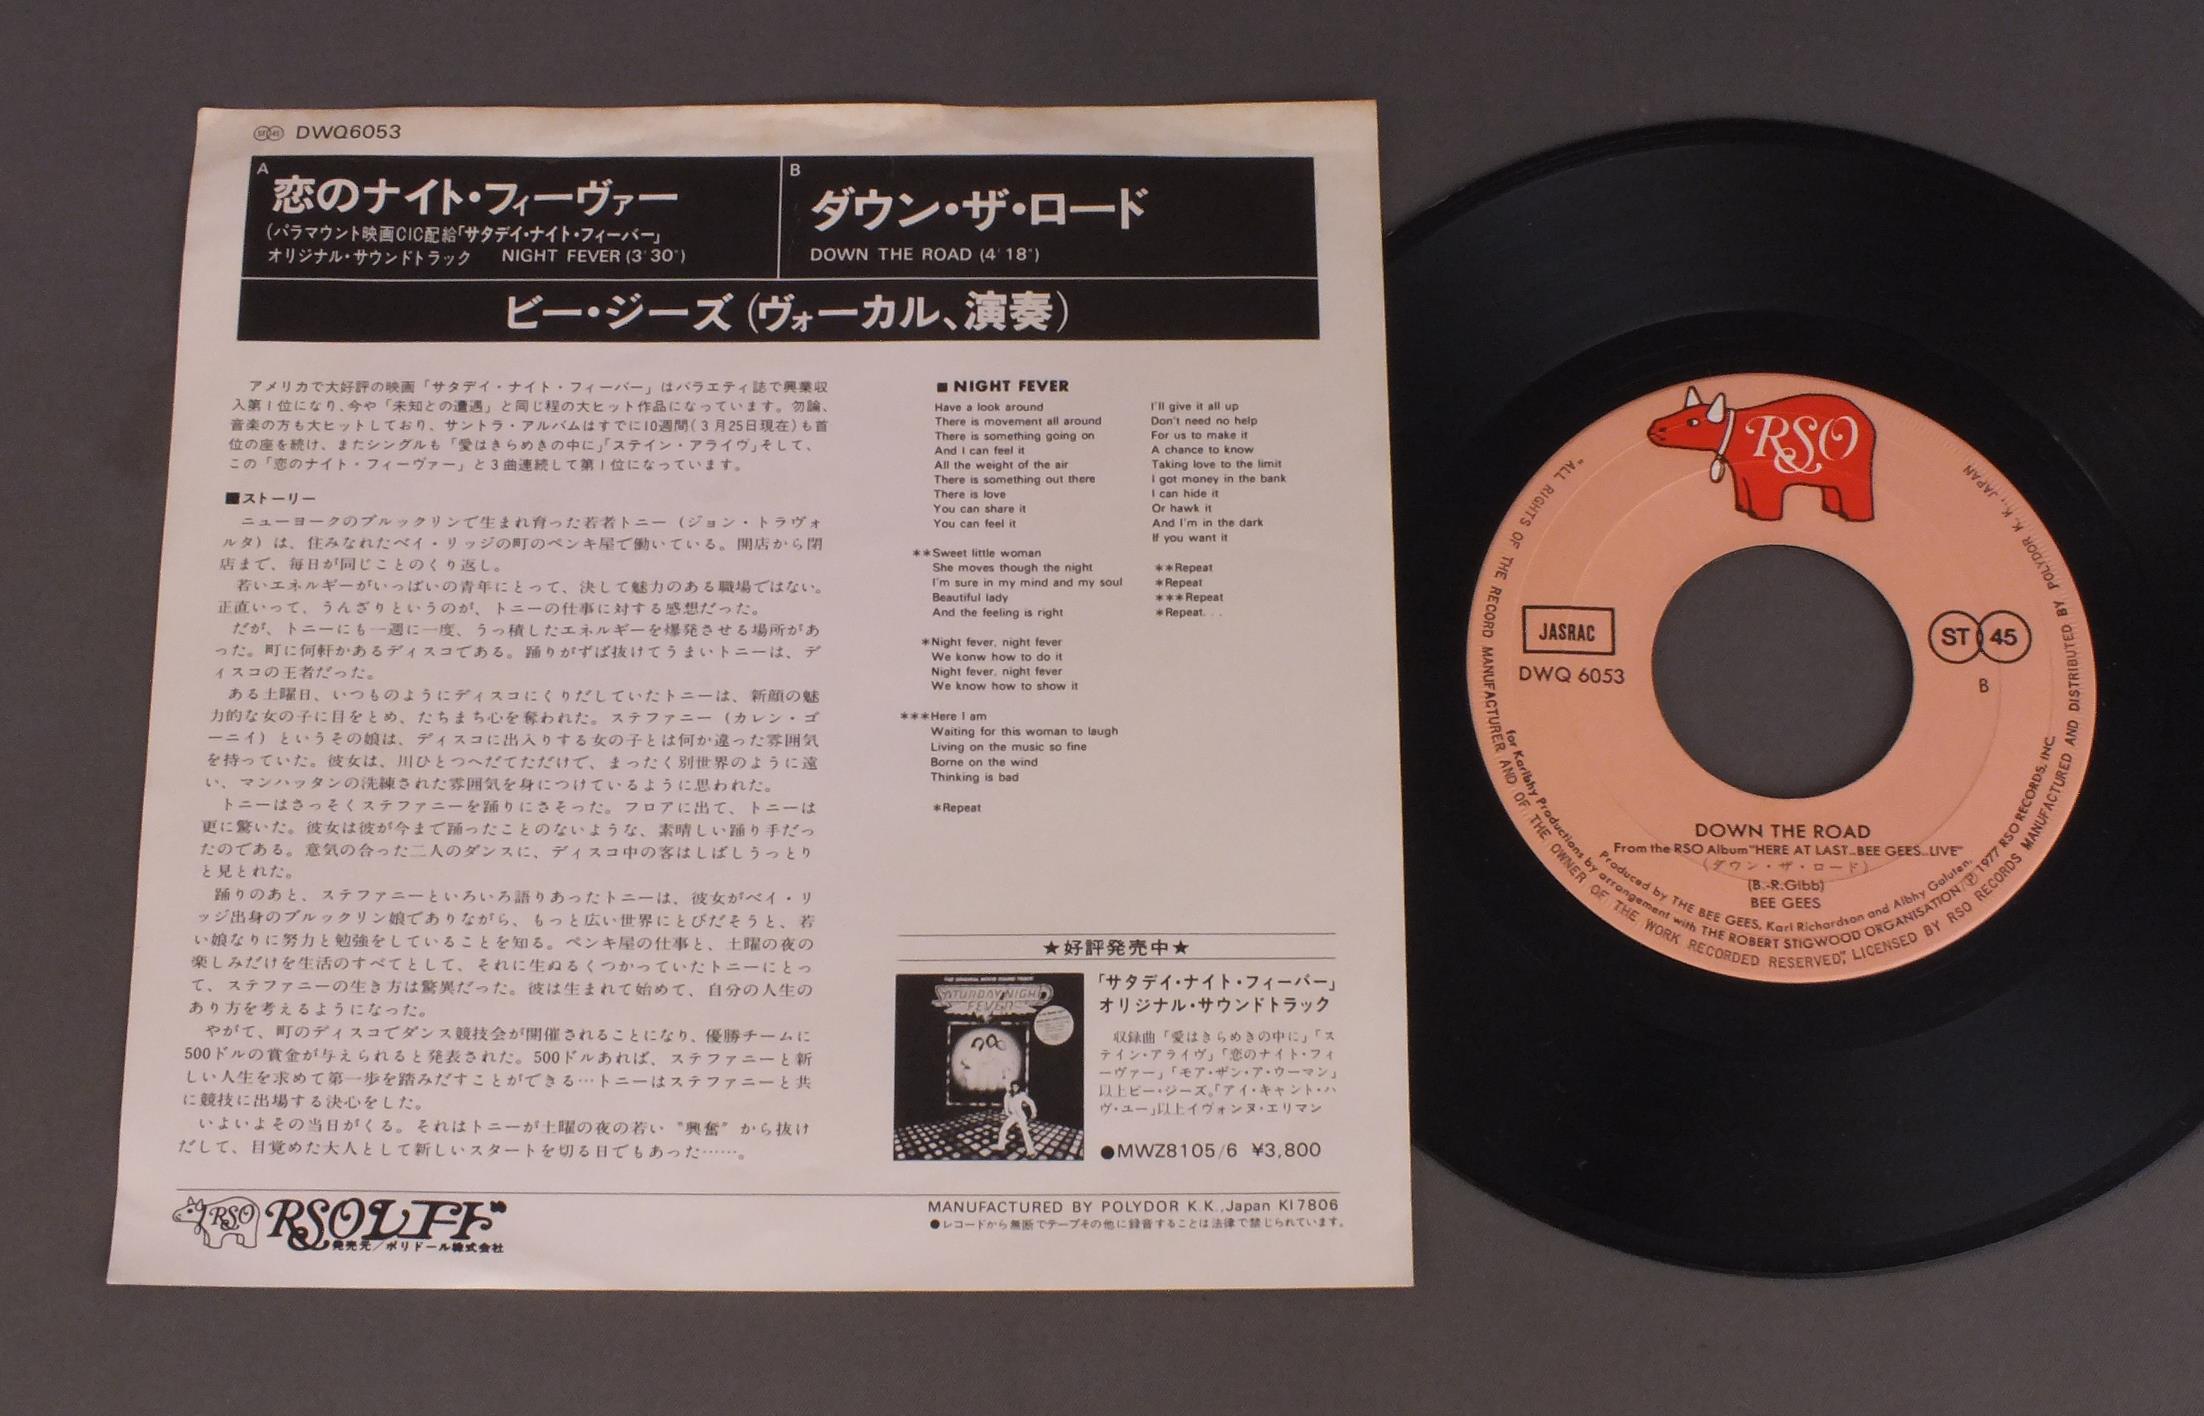 ST 45 DWQ6053
A
恋のナイト・フィーヴァー
(パラマウント映画CIC配給「サタデイ・ナイト・フィーバー」
オリジナル・サウンドトラック NIGHT FEVER (3'30")
B
ダウン・ザ・ロード
DOWN THE ROAD (4'18")
ビー・ジーズ (ヴォーカル、演奏)
アメリカで大好評の映画「サタデイ・ナイト・フィーバー」はバラエティ誌で興業収
入第1位になり、今や「未知との遭遇」と同じ程の大ヒット作品になっています。勿論、
音楽の方も大ヒットしており、サントラ・アルバムはすでに10週間(3月25日現在)も首
位の座を続け、またシングルも「愛はきらめきの中に」「ステイン・アライヴ」そして、
この「恋のナイト・フィーヴァー」と3曲連続して第1位になっています。
■ストーリー
ニューヨークのブルックリンで生まれ育った若者トニー(ジョン・トラヴォ
ルタ)は、住みなれたベイ・リッジの町のペンキ屋で働いている。開店から閉
店まで、毎日が同じことのくり返し。
若いエネルギーがいっぱいの青年にとって、決して魅力のある職場ではない。
正直いって、うんざりというのが、トニーの仕事に対する感想だった。
だが、トニーにも一週に一度、うっ積したエネルギーを爆発させる場所があ
った。町に何軒かあるディスコである。踊りがずば抜けてうまいトニーは、デ
ィスコの王者だった。
ある土曜日、いつものようにディスコにくりだしていたトニーは、新顔の魅
力的な女の子に目をとめ、たちまち心を奪われた。ステファニー(カレン・ゴ
ーニイ)というその娘は、ディスコに出入りする女の子とは何か違った雰囲気
を持っていた。彼女は、川ひとつへだてただけで、まったく別世界のように遠
い、マンハッタンの洗練された雰囲気を身につけているように思われた。
トニーはさっそくステファニーを踊りにさそった。フロアに出て、トニーは
更に驚いた。彼女は彼が今まで踊ったことのないような、素晴しい踊り手だっ
たのである。意気の合った二人のダンスに、ディスコ中の客はしばしうっとり
と見とれた。
踊りのあと、ステファニーといろいろ語りあったトニーは、彼女がベイ・リ
ッジ出身のブルックリン娘でありながら、もっと広い世界にとびだそうと、若
い娘なりに努力と勉強をしていることを知る。ペンキ屋の仕事と、土曜の夜の
楽しみだけを生活のすべてとして、それに生ぬるくつかっていたトニーにとっ
て、ステファニーの生き方は驚異だった。彼は生まれて始めて、自分の人生の
あり方を考えるようになった。
やがて、町のディスコでダンス競技会が開催されることになり、優勝チームに
500ドルの賞金が与えられると発表された。500ドルあれば、ステファニーと新
しい人生を求めて第一歩を踏みだすことができる…トニーはステファニーと共
に競技に出場する決心をした。
いよいよその当日がくる。それはトニーが土曜の夜の若い"興奮"から抜け
だして、目覚めた大人として新しいスタートを切る日でもあった……。
■ NIGHT FEVER
Have a look around
There is movement all around
There is something going on
And I can feel it
All the weight of the air
There is something out there
There is love
You can share it
You can feel it
**Sweet little woman
She moves though the night
I'm sure in my mind and my soul
Beautiful lady
And the feeling is right
*Night fever, night fever
We konw how to do it
Night fever, night fever
We know how to show it
***Here I am
Waiting for this woman to laugh
Living on the music so fine
Borne on the wind
Thinking is bad
*Repeat
I'll give it all up
Don't need no help
For us to make it
A chance to know
Taking love to the limit
I got money in the bank
I can hide it
Or hawk it
And I'm in the dark
If you want it
**Repeat
*Repeat
***Repeat
*Repeat...
★好評発売中★
THE ORIGINAL MOVIE SOUND TRACK
SATURDAY NIGHT
FEVER
「サタデイ・ナイト・フィーバー」
オリジナル・サウンドトラック
収録曲「愛はきらめきの中に」「ス
テイン・アライヴ」「恋のナイト・フィ
ーヴァー」「モア・ザン・ア・ウーマン」
以上ビー・ジーズ。「アイ・キャント・ハ
ヴ・ユー」以上イヴォンヌ・エリマン
●MWZ8105/6 ¥3,800
RSO RSOレコード
発売元/ポリドール株式会社
MANUFACTURED BY POLYDOR K.K.,Japan KI7806
●レコードから無断でテープその他に録音することは法律で禁じられています。
RSO
JASRAC
DWQ 6053
ST 45
B
DOWN THE ROAD
From the RSO Album "HERE AT LAST...BEE GEES...LIVE"
(ダウン・ザ・ロード)
(B.-R.Gibb)
BEE GEES
Produced by THE BEE GEES, Karl Richardson and Albhy Galuten,
for Karlbhy Productions by arrangement with THE ROBERT STIGWOOD ORGANISATION/Ⓟ1977 RSO RECORDS, INC.
"ALL RIGHTS OF THE RECORD MANUFACTURER AND OF THE OWNER OF THE WORK RECORDED RESERVED", LICENSED BY RSO RECORDS MANUFACTURED AND DISTRIBUTED BY POLYDOR K.K., JAPAN